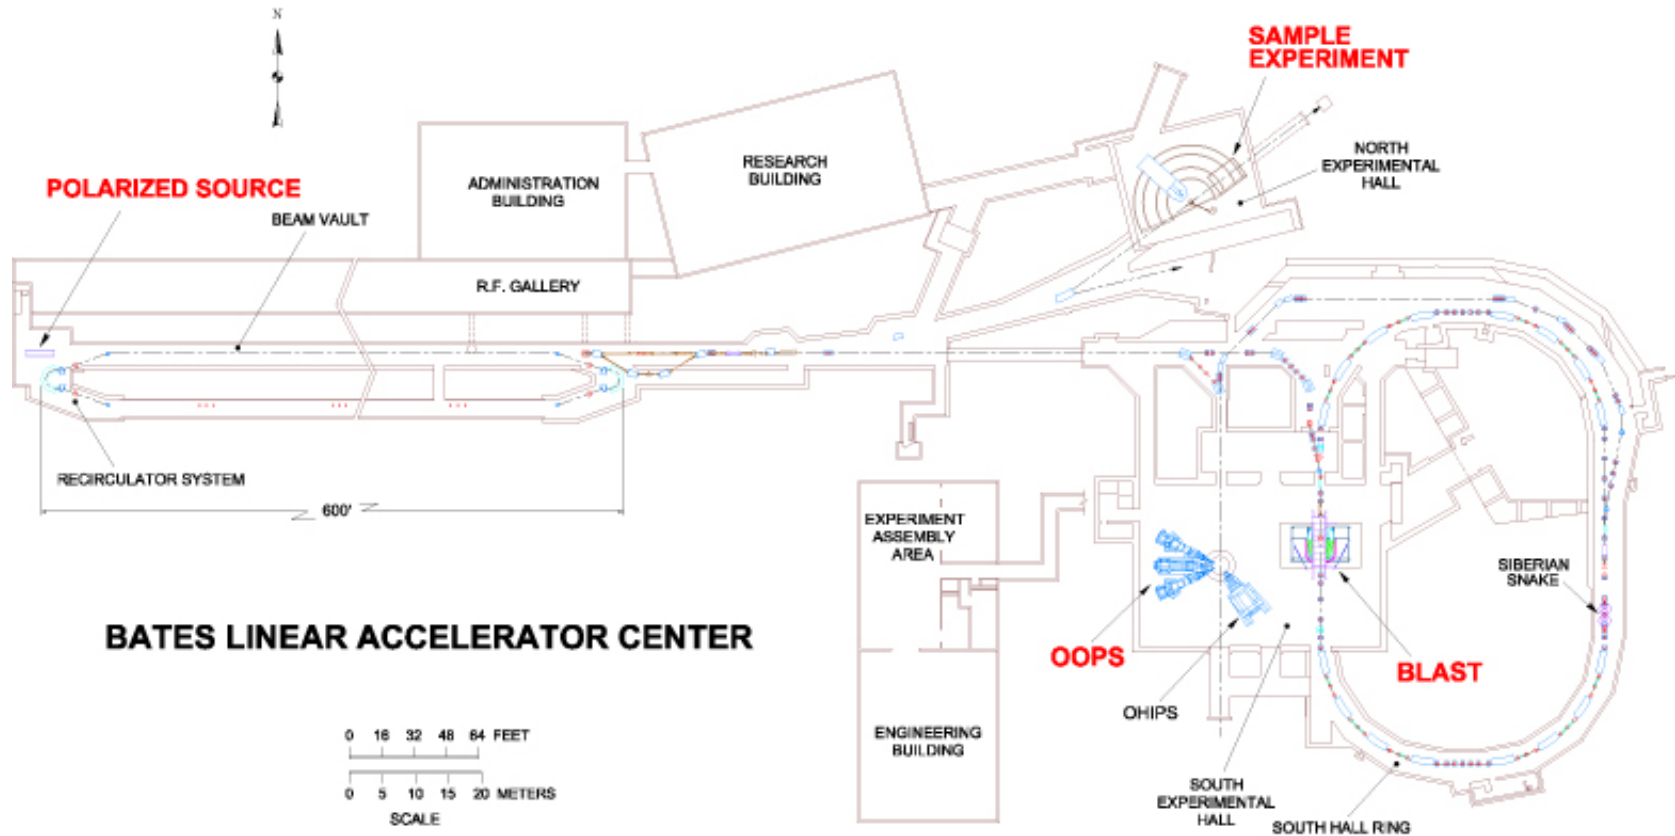 N
SAMPLE
EXPERIMENT
NORTH
EXPERIMENTAL
HALL
RESEARCH
BUILDING
ADMINISTRATION
BUILDING
POLARIZED SOURCE
BEAM VAULT
R.F. GALLERY
RECIRCULATOR SYSTEM
600'
EXPERIMENT
ASSEMBLY
AREA
SIBERIAN
SNAKE
BATES LINEAR ACCELERATOR CENTER
OOPS
BLAST
OHIPS
ENGINEERING
BUILDING
0 16 32 48 64 FEET
0 5 10 15 20 METERS
SCALE
SOUTH
EXPERIMENTAL
HALL
SOUTH HALL RING